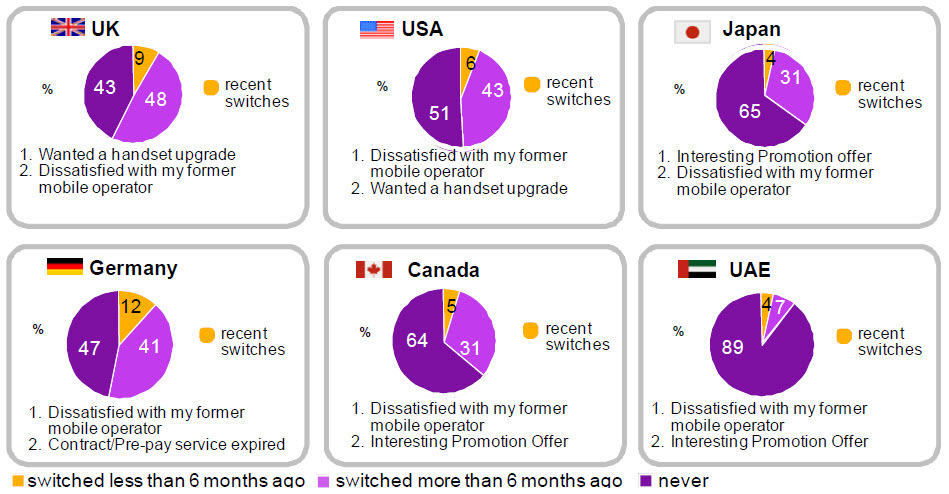 UK
%
9
43
48
recent
switches
1. Wanted a handset upgrade
2. Dissatisfied with my former
mobile operator
USA
%
6
43
51
recent
switches
1. Dissatisfied with my former
mobile operator
2. Wanted a handset upgrade
Japan
%
4
31
65
recent
switches
1. Interesting Promotion offer
2. Dissatisfied with my former
mobile operator
Germany
%
12
47
41
recent
switches
1. Dissatisfied with my former
mobile operator
2. Contract/Pre-pay service expired
Canada
%
5
64
31
recent
switches
1. Dissatisfied with my former
mobile operator
2. Interesting Promotion Offer
UAE
%
4
7
89
recent
switches
1. Dissatisfied with my former
mobile operator
2. Interesting Promotion Offer
switched less than 6 months ago
switched more than 6 months ago
never